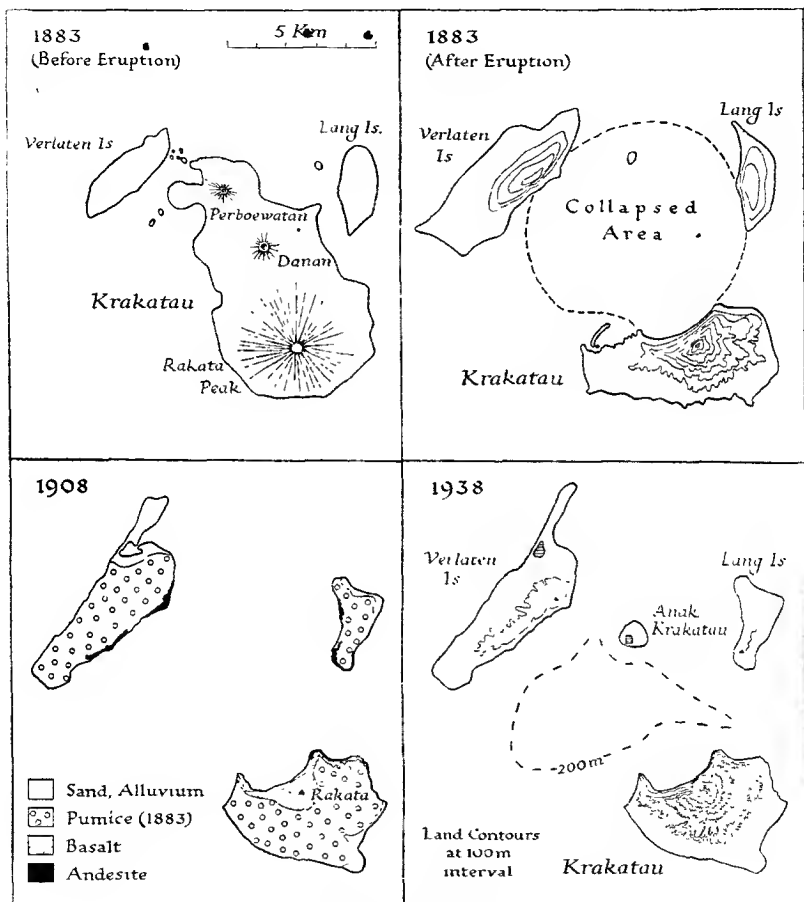 1883
(Before Eruption)
5 Km
Verlaten Is
Lang Is.
Perboewatan
Danan
Krakatau
Rakata
Peak
1883
(After Eruption)
Verlaten
Is
Lang Is
Collapsed
Area
Krakatau
1908
Rakata
Sand, Alluvium
Pumice (1883)
Basalt
Andesite
1938
Verlaten
Is
Lang Is
Anak
Krakatau
200m
Land Contours
at 100m
interval
Krakatau